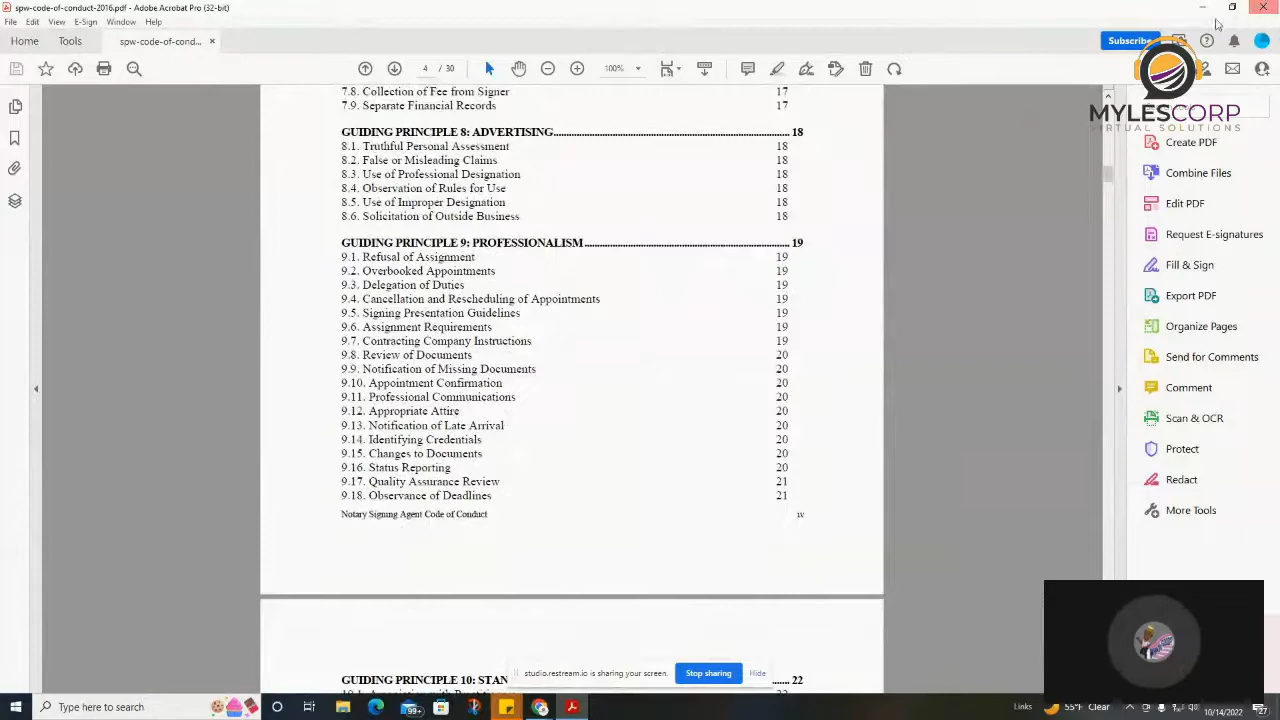 spw-code-of-conduct-2016.pdf - Adobe Acrobat Pro (32-bit)
File Edit View E-Sign Window Help
Home Tools spw-code-of-cond... × Subscribe
/ 30 100% 30
MYLESCORP
VIRTUAL SOLUTIONS
7.8. Collection of Fee from Signer 17
7.9. Separate Financial Records 17
GUIDING PRINCIPLE 8: ADVERTISING 18
8.1. Truthful Personal Assessment 18
8.2. False or Misleading Claims 18
8.3. Use of Professional Designation 18
8.4. Observation of Rules for Use 18
8.5. Use of Improper Designation 18
8.6. Solicitation of Outside Business 18
GUIDING PRINCIPLE 9: PROFESSIONALISM 19
9.1. Refusal of Assignment 19
9.2. Overbooked Appointments 19
9.3. Delegation of Duties 19
9.4. Cancellation and Rescheduling of Appointments 19
9.5. Signing Presentation Guidelines 19
9.6. Assignment Requirements 19
9.7. Contracting Company Instructions 19
9.8. Review of Documents 20
9.9. Notification of Missing Documents 20
9.10. Appointment Confirmation 20
9.11. Professional Communications 20
9.12. Appropriate Attire 20
9.13. Notification of Late Arrival 20
9.14. Identifying Credentials 20
9.15. Changes to Documents 20
9.16. Status Reporting 20
9.17. Quality Assurance Review 21
9.18. Observance of Deadlines 21
Notary Signing Agent Code of Conduct iv
GUIDING PRINCIPLE 10: STAN 22
Create PDF
Combine Files
Edit PDF
Request E-signatures
Fill & Sign
Export PDF
Organize Pages
Send for Comments
Comment
Scan & OCR
Protect
Redact
More Tools
studio.restream.io is sharing your screen. Stop sharing Hide
Type here to search
99+
Links 55°F Clear
10/14/2022 27